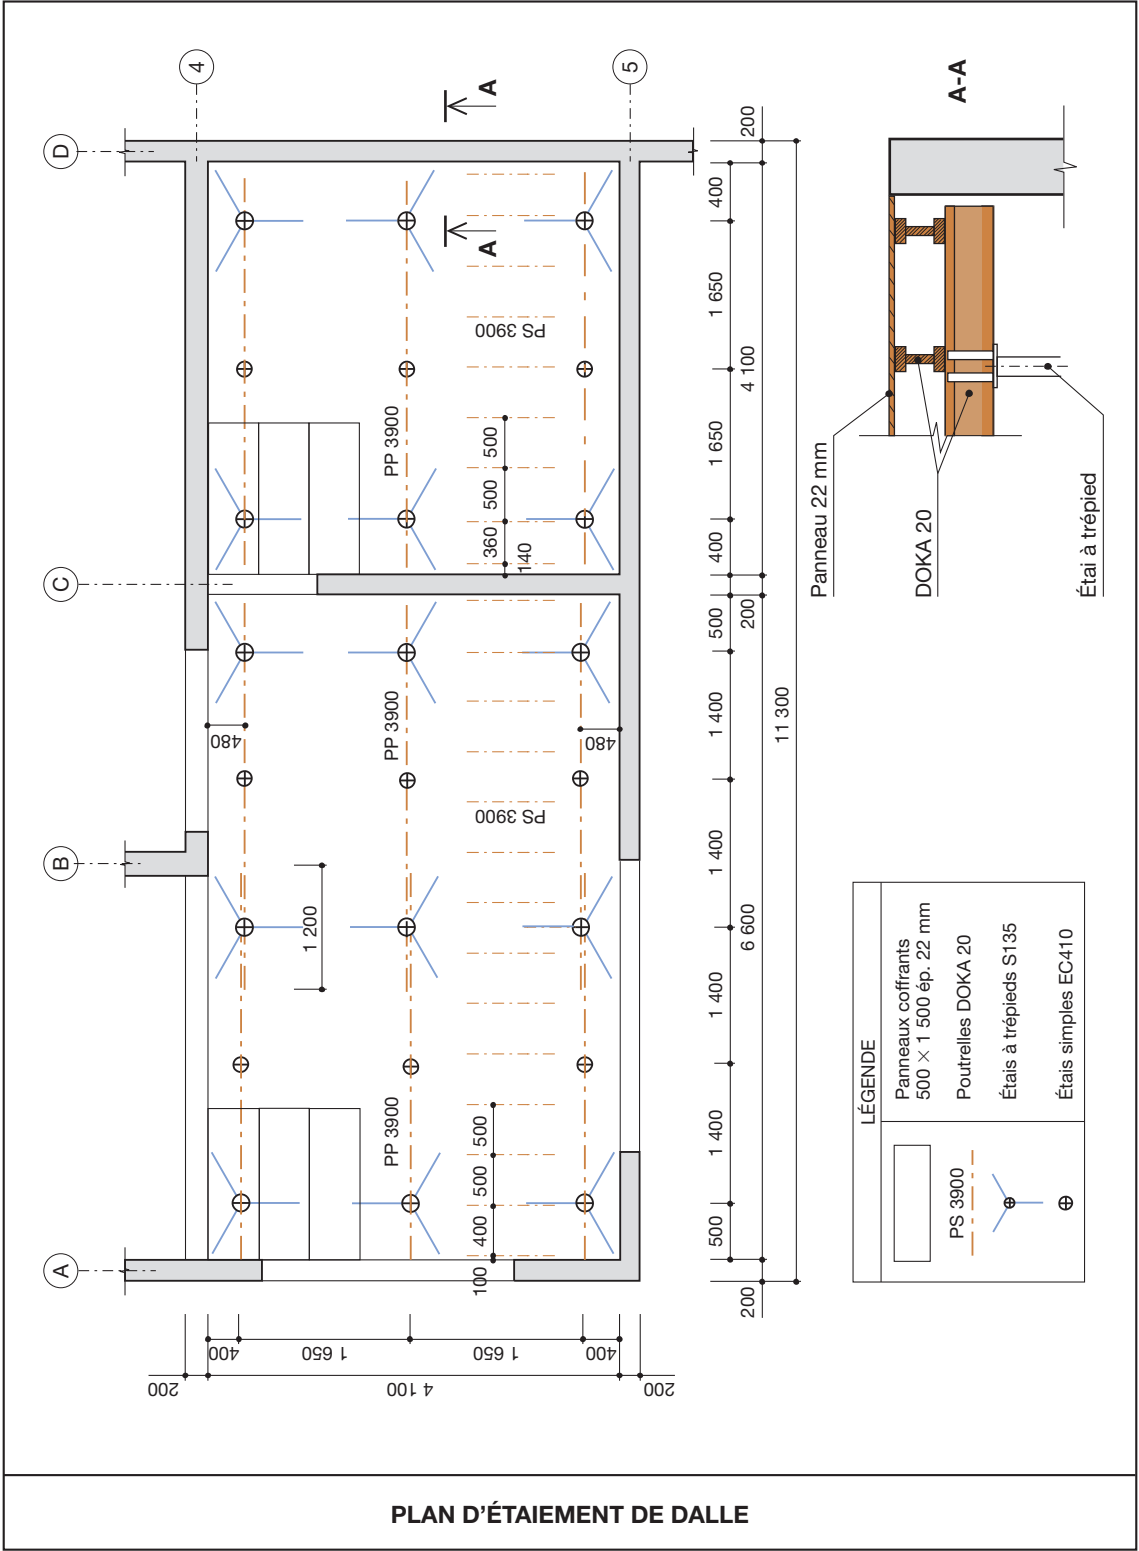 4
5
D
C
B
A
A
A
A-A
PS 3900
PP 3900
500
500
360
140
480
PP 3900
480
PS 3900
1 200
PP 3900
500
500
400
100
200
400
1 650
4 100
1 650
400
500
200
1 400
11 300
1 400
6 600
1 400
1 400
500
200
400
1 650
1 650
400
200
4 100
200
Panneau 22 mm
DOKA 20
Étai à trépied
LÉGENDE
Panneaux coffrants
500 × 1 500 ép. 22 mm
PS 3900
Poutrelles DOKA 20
Étais à trépieds S135
Étais simples EC410
PLAN D'ÉTAIEMENT DE DALLE